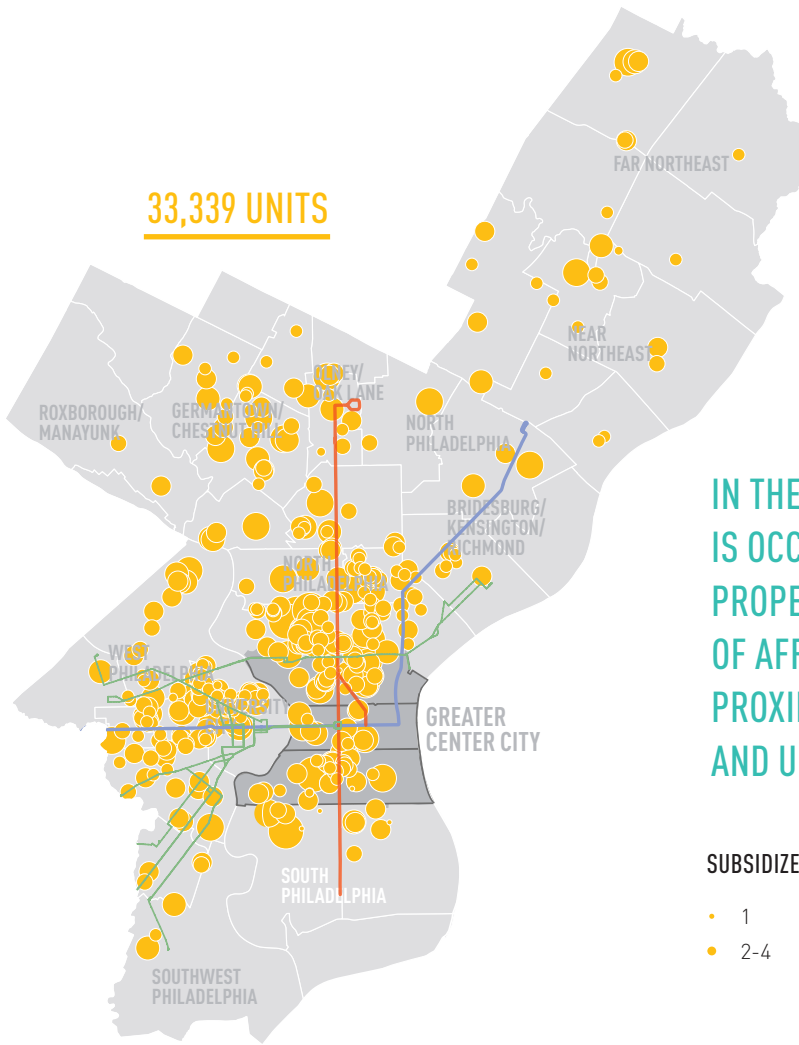 33,339 UNITS
FAR NORTHEAST
NEAR
NORTHEAST
OLNEY/
OAK LANE
ROXBOROUGH/
MANAYUNK
GERMANTOWN/
CHESTNUT HILL
NORTH
PHILADELPHIA
BRIDESBURG/
KENSINGTON/
RICHMOND
NORTH
PHILADELPHIA
WEST
PHILADELPHIA
UNIVERSITY
GREATER
CENTER CITY
SOUTH
PHILADELPHIA
SOUTHWEST
PHILADELPHIA
IN THE
IS OCC
PROPE
OF AFF
PROXIM
AND U
SUBSIDIZE
1
2-4